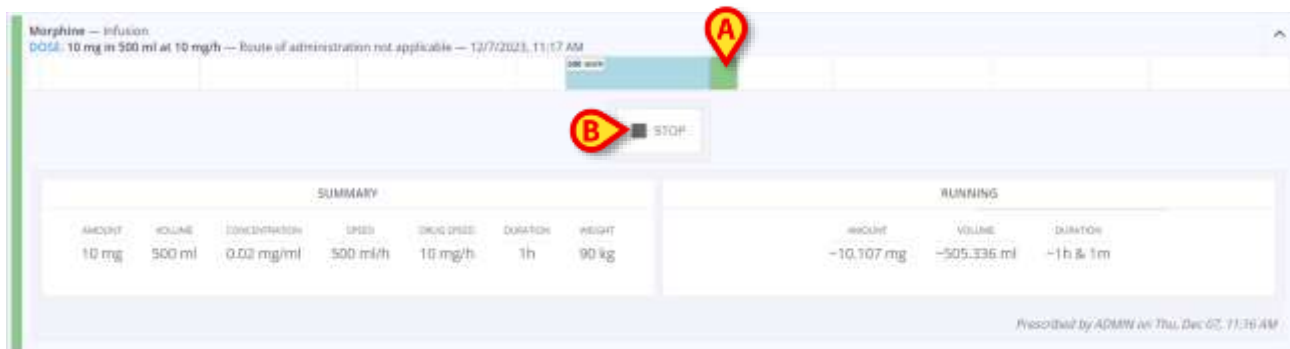 Morphine — Infusion
DOSE: 10 mg in 500 ml at 10 mg/h — Route of administration not applicable — 12/7/2023, 11:17 AM
A
B
STOP
SUMMARY
AMOUNT VOLUME CONCENTRATION SPEED DRUG SPEED DURATION WEIGHT
10 mg 500 ml 0.02 mg/ml 500 ml/h 10 mg/h 1h 90 kg
RUNNING
AMOUNT VOLUME DURATION
~10.107 mg ~505.336 ml ~1h & 1m
Prescribed by ADMIN on Thu, Dec 07, 11:16 AM